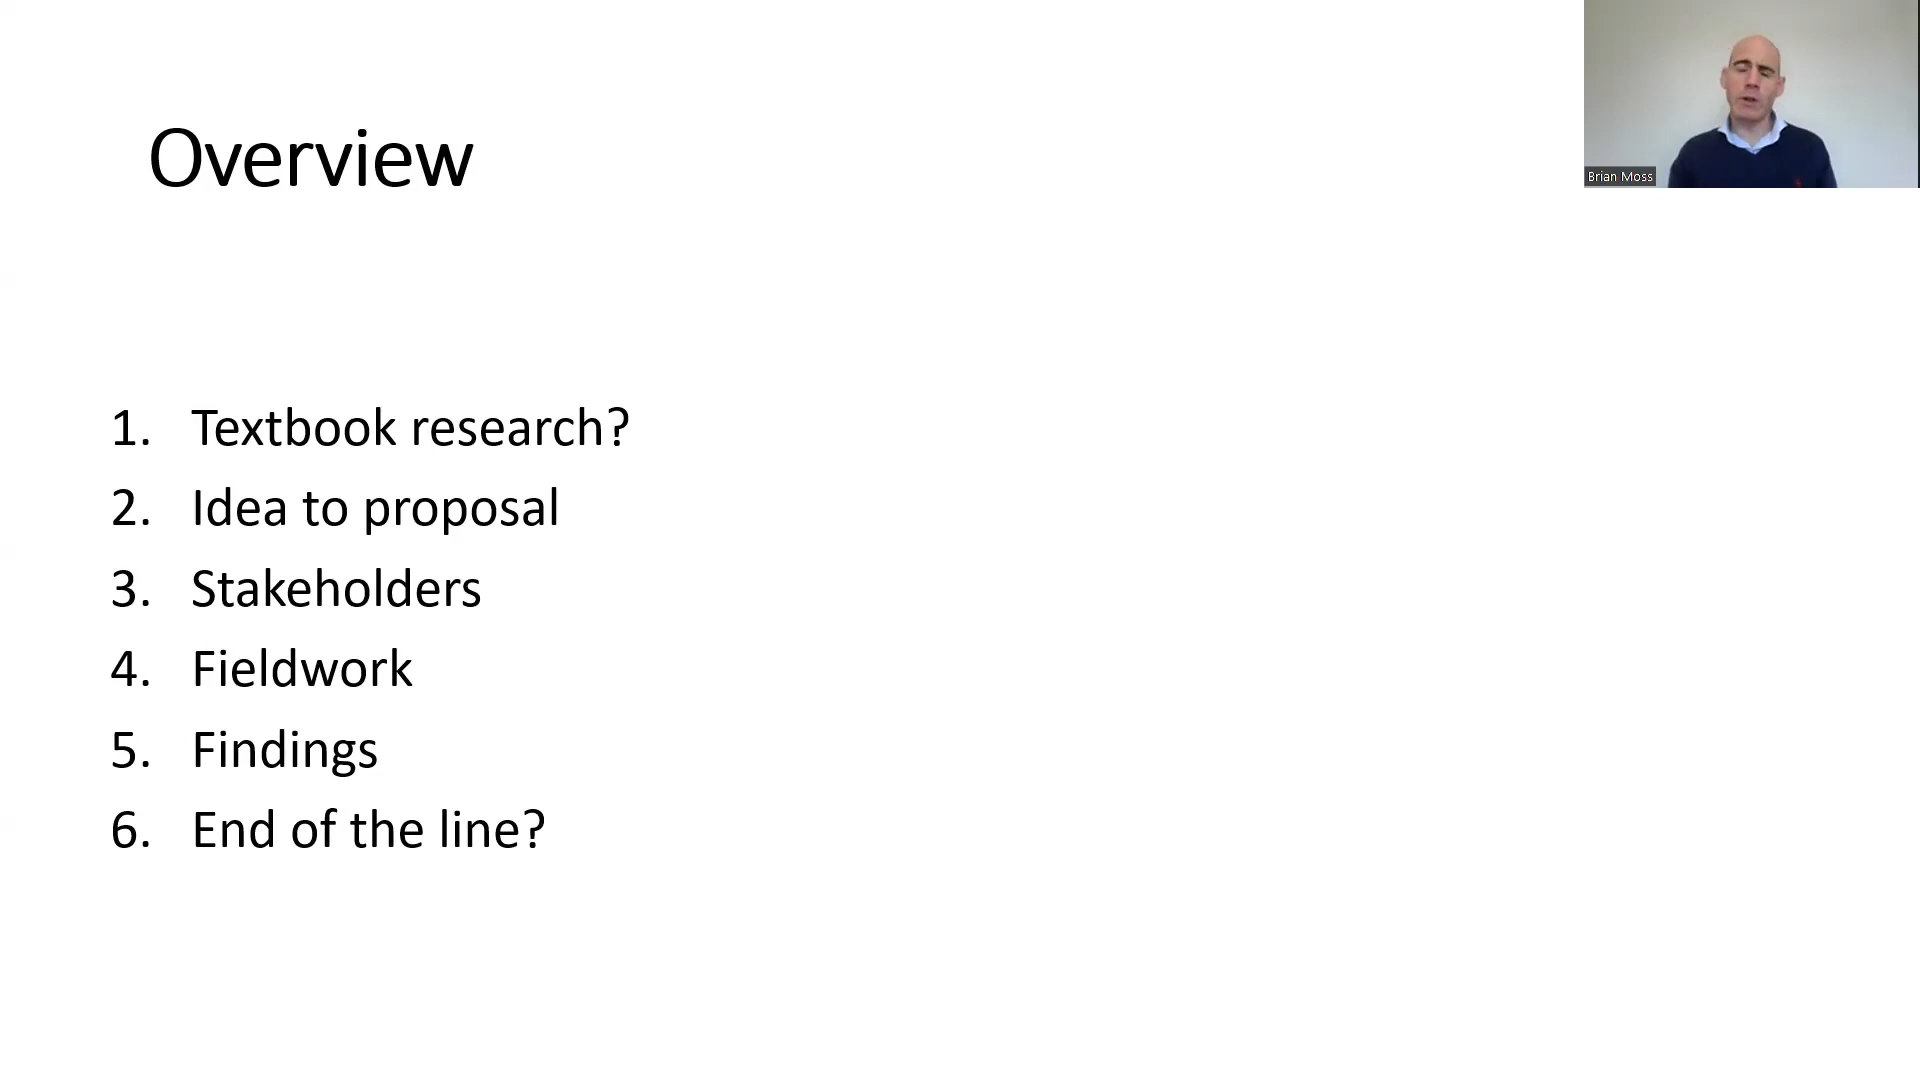 Overview
Brian Moss
1. Textbook research?
2. Idea to proposal
3. Stakeholders
4. Fieldwork
5. Findings
6. End of the line?